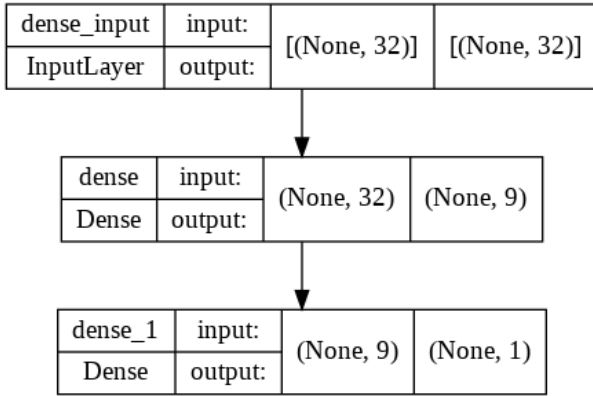 dense_input input: [(None, 32)] [(None, 32)]
InputLayer output:
dense input: (None, 32) (None, 9)
Dense output:
dense_1 input: (None, 9) (None, 1)
Dense output: